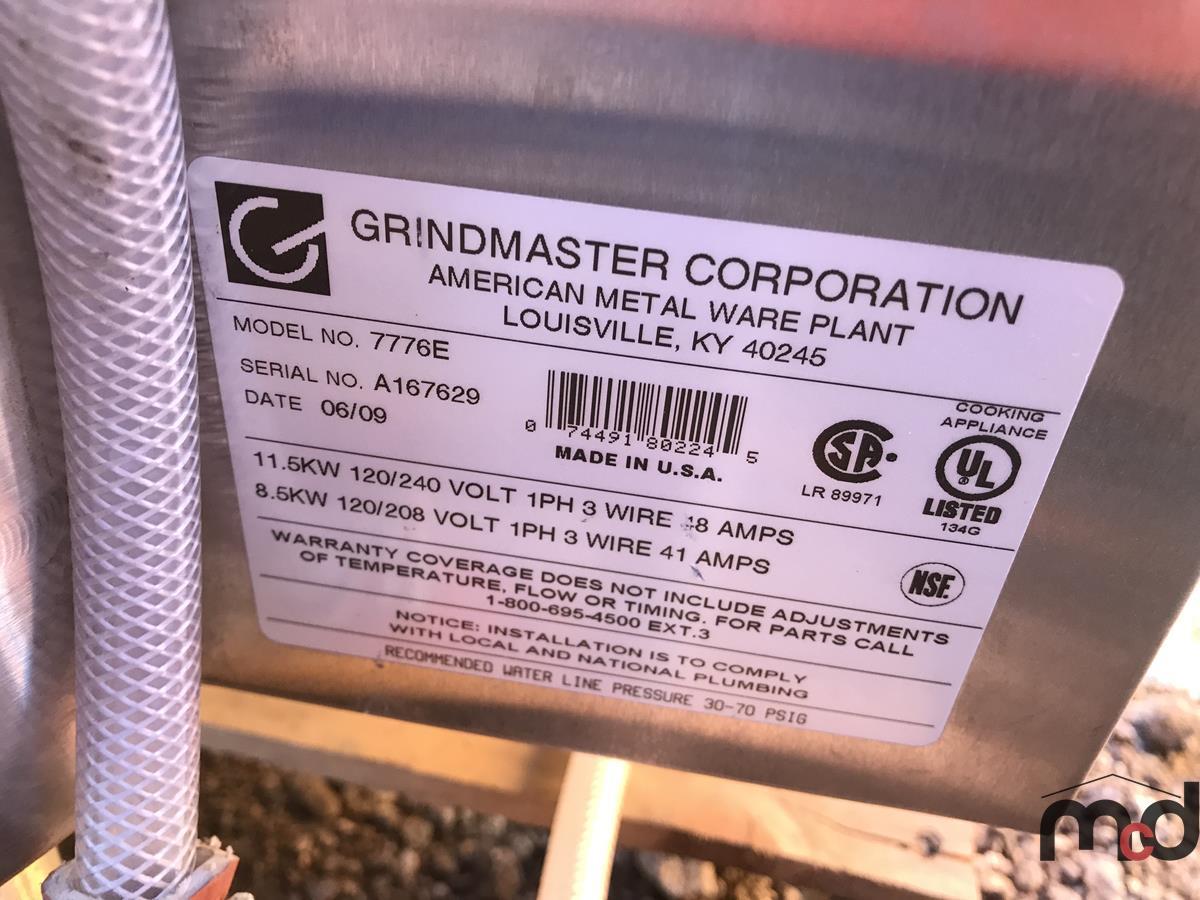 GRINDMASTER CORPORATION
AMERICAN METAL WARE PLANT
LOUISVILLE, KY 40245
MODEL NO. 7776E
SERIAL NO. A167629
DATE 06/09
0 74491 80224 5
MADE IN U.S.A.
SA
LR 89971
COOKING
APPLIANCE
UL
®
LISTED
134G
11.5KW 120/240 VOLT 1PH 3 WIRE 48 AMPS
8.5KW 120/208 VOLT 1PH 3 WIRE 41 AMPS
NSF
WARRANTY COVERAGE DOES NOT INCLUDE ADJUSTMENTS
OF TEMPERATURE, FLOW OR TIMING. FOR PARTS CALL
1-800-695-4500 EXT.3
NOTICE: INSTALLATION IS TO COMPLY
WITH LOCAL AND NATIONAL PLUMBING
RECOMMENDED WATER LINE PRESSURE 30-70 PSIG
mcd